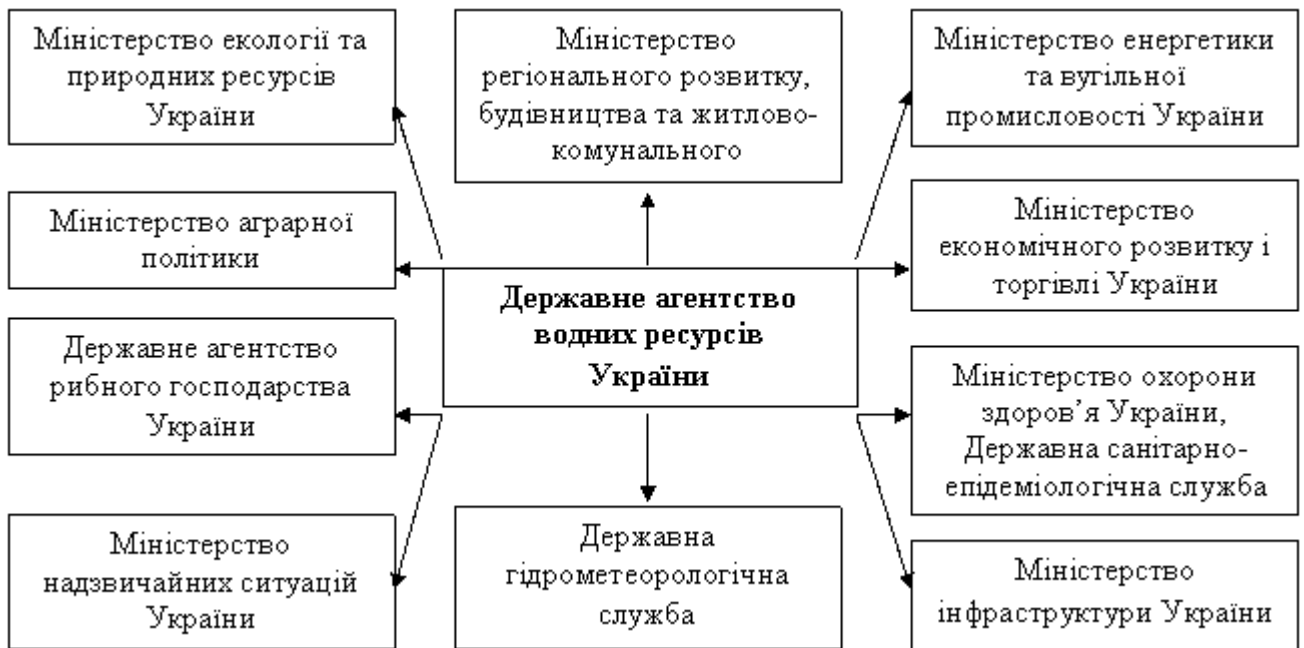 Міністерство екології та
природних ресурсів
України
Міністерство
регіонального розвитку,
будівництва та житлово-
комунального
Міністерство енергетики
та вугільної
промисловості України
Міністерство аграрної
політики
Міністерство
економічного розвитку і
торгівлі України
Державне агентство
водних ресурсів
України
Державне агентство
рибного господарства
України
Міністерство охорони
здоров’я України,
Державна санітарно-
епідеміологічна служба
Міністерство
надзвичайних ситуацій
України
Державна
гідрометеорологічна
служба
Міністерство
інфраструктури України